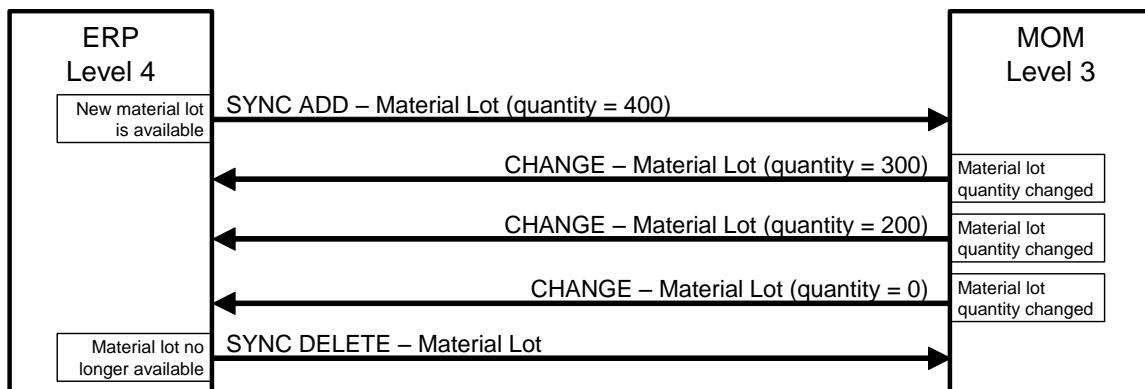 ERP
Level 4
MOM
Level 3
New material lot
is available
SYNC ADD – Material Lot (quantity = 400)
CHANGE – Material Lot (quantity = 300)
Material lot
quantity changed
CHANGE – Material Lot (quantity = 200)
Material lot
quantity changed
CHANGE – Material Lot (quantity = 0)
Material lot
quantity changed
Material lot no
longer available
SYNC DELETE – Material Lot